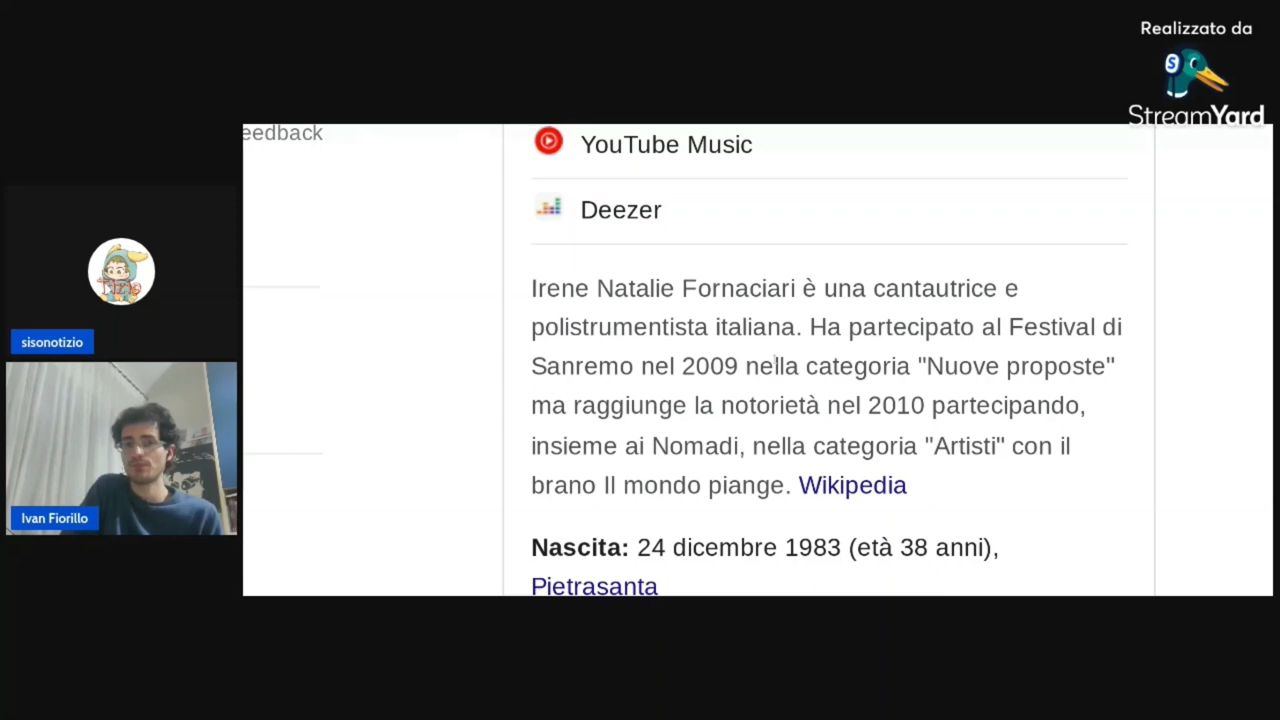 Realizzato da
StreamYard
eedback
YouTube Music
Deezer
Irene Natalie Fornaciari è una cantautrice e
polistrumentista italiana. Ha partecipato al Festival di
Sanremo nel 2009 nella categoria "Nuove proposte"
ma raggiunge la notorietà nel 2010 partecipando,
insieme ai Nomadi, nella categoria "Artisti" con il
brano Il mondo piange. Wikipedia
Nascita: 24 dicembre 1983 (età 38 anni),
Pietrasanta
sisonotizio
Ivan Fiorillo